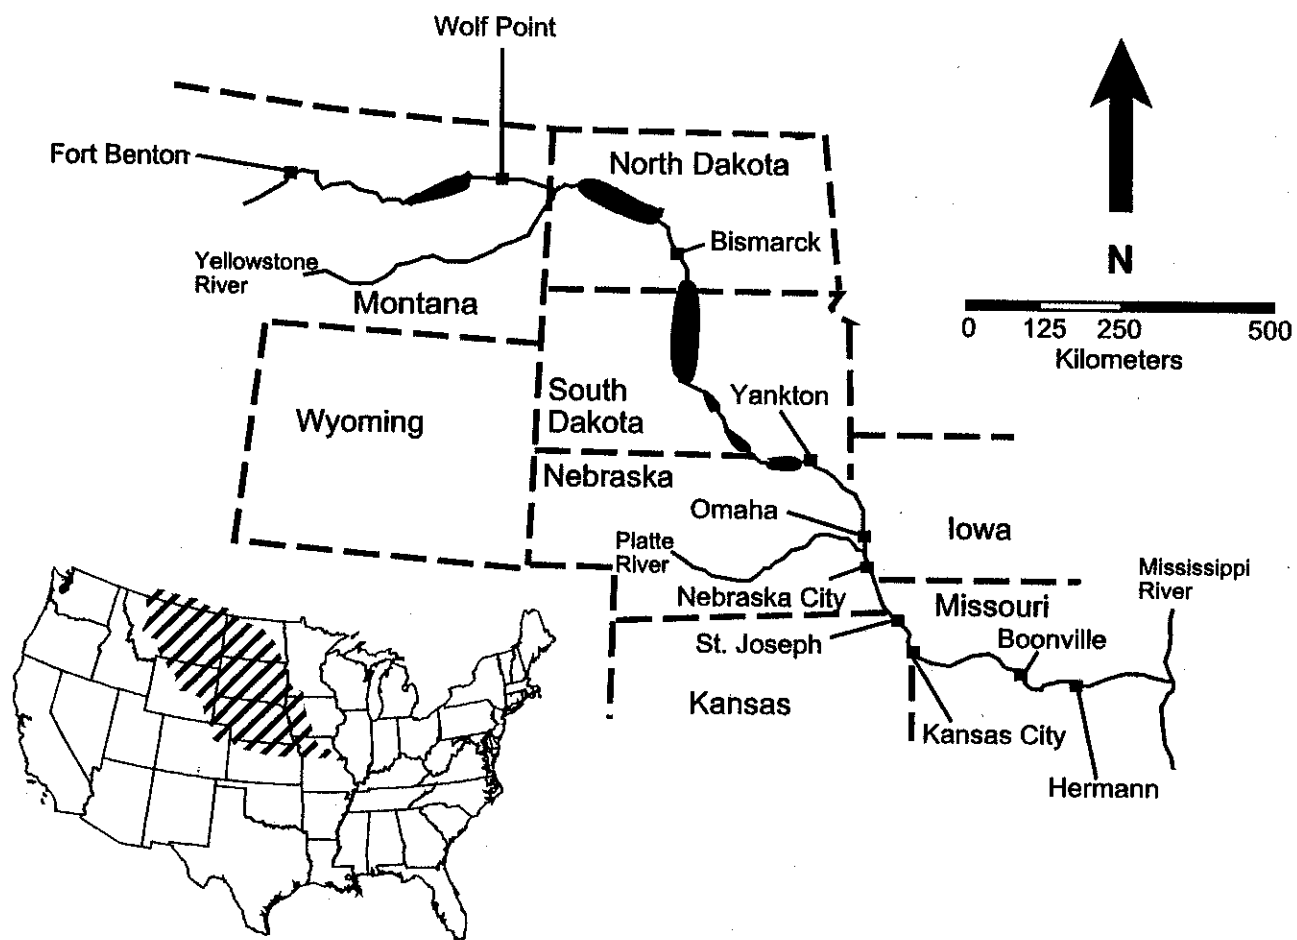 Wolf Point
Fort Benton
North Dakota
Bismarck
N
Yellowstone
River
Montana
0 125 250 500
Kilometers
South
Dakota
Yankton
Wyoming
Nebraska
Omaha
Iowa
Platte
River
Mississippi
River
Nebraska City
Missouri
St. Joseph
Boonville
Kansas
Kansas City
Hermann